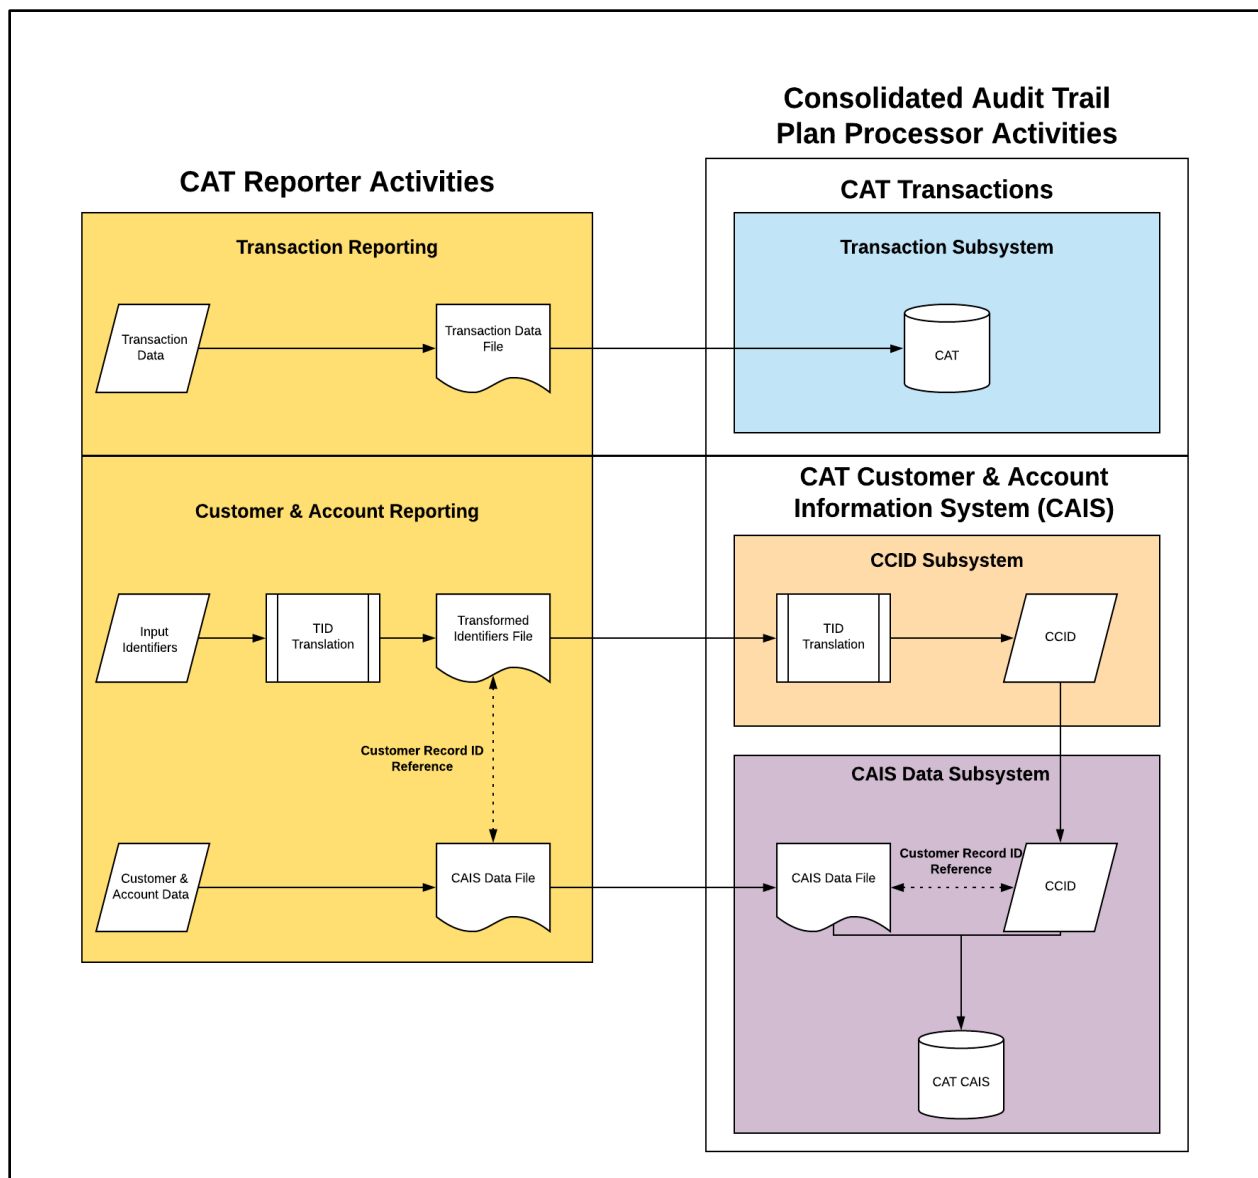 Consolidated Audit Trail
Plan Processor Activities
CAT Reporter Activities
CAT Transactions
Transaction Reporting
Transaction Subsystem
Transaction
Data
Transaction Data
File
CAT
CAT Customer & Account
Information System (CAIS)
Customer & Account Reporting
CCID Subsystem
Input
Identifiers
TID
Translation
Transformed
Identifiers File
TID
Translation
CCID
Customer Record ID
Reference
CAIS Data Subsystem
Customer &
Account Data
CAIS Data File
CAIS Data File
Customer Record ID
Reference
CCID
CAT CAIS